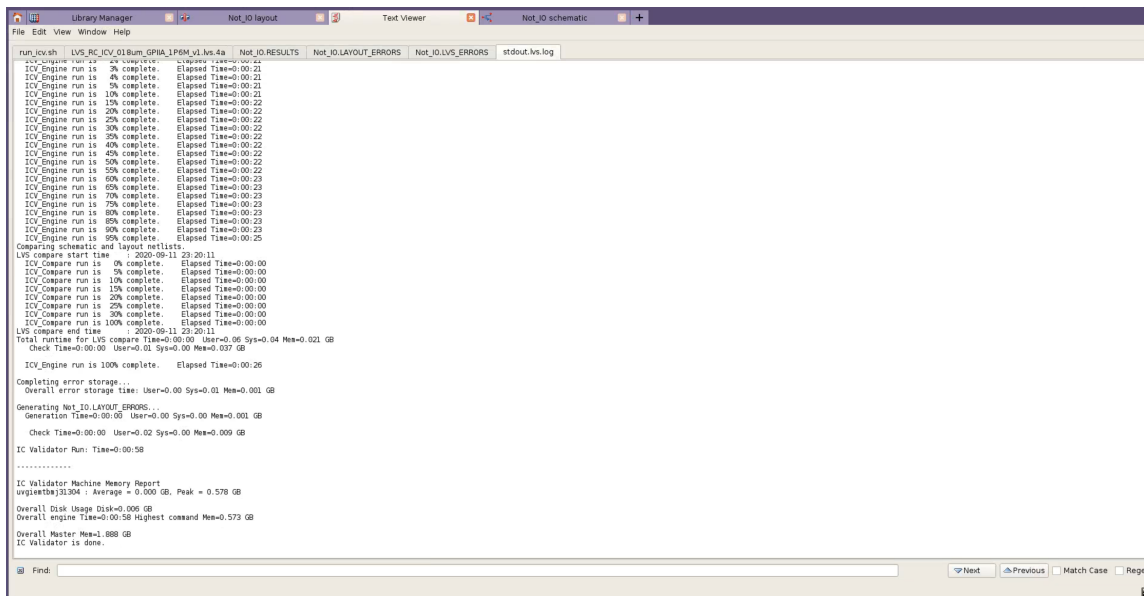 Library Manager Not_IO layout Text Viewer Not_IO schematic
File Edit View Window Help
run_icv.sh LVS_RC_ICV_018um_GPIIA_1P6M_v1.lvs.4a Not_IO.RESULTS Not_IO.LAYOUT_ERRORS Not_IO.LVS_ERRORS stdout.lvs.log
ICV_Engine run is 2% complete. Elapsed Time=0:00:21
ICV_Engine run is 3% complete. Elapsed Time=0:00:21
ICV_Engine run is 4% complete. Elapsed Time=0:00:21
ICV_Engine run is 5% complete. Elapsed Time=0:00:21
ICV_Engine run is 10% complete. Elapsed Time=0:00:21
ICV_Engine run is 15% complete. Elapsed Time=0:00:22
ICV_Engine run is 20% complete. Elapsed Time=0:00:22
ICV_Engine run is 25% complete. Elapsed Time=0:00:22
ICV_Engine run is 30% complete. Elapsed Time=0:00:22
ICV_Engine run is 35% complete. Elapsed Time=0:00:22
ICV_Engine run is 40% complete. Elapsed Time=0:00:22
ICV_Engine run is 45% complete. Elapsed Time=0:00:22
ICV_Engine run is 50% complete. Elapsed Time=0:00:22
ICV_Engine run is 55% complete. Elapsed Time=0:00:22
ICV_Engine run is 60% complete. Elapsed Time=0:00:23
ICV_Engine run is 65% complete. Elapsed Time=0:00:23
ICV_Engine run is 70% complete. Elapsed Time=0:00:23
ICV_Engine run is 75% complete. Elapsed Time=0:00:23
ICV_Engine run is 80% complete. Elapsed Time=0:00:23
ICV_Engine run is 85% complete. Elapsed Time=0:00:23
ICV_Engine run is 90% complete. Elapsed Time=0:00:23
ICV_Engine run is 95% complete. Elapsed Time=0:00:25
Comparing schematic and layout netlists.
LVS compare start time : 2020-09-11 23:20:11
ICV_Compare run is 0% complete. Elapsed Time=0:00:00
ICV_Compare run is 5% complete. Elapsed Time=0:00:00
ICV_Compare run is 10% complete. Elapsed Time=0:00:00
ICV_Compare run is 15% complete. Elapsed Time=0:00:00
ICV_Compare run is 20% complete. Elapsed Time=0:00:00
ICV_Compare run is 25% complete. Elapsed Time=0:00:00
ICV_Compare run is 30% complete. Elapsed Time=0:00:00
ICV_Compare run is 100% complete. Elapsed Time=0:00:00
LVS compare end time : 2020-09-11 23:20:11
Total runtime for LVS compare Time=0:00:00 User=0.06 Sys=0.04 Mem=0.021 GB
Check Time=0:00:00 User=0.01 Sys=0.00 Mem=0.037 GB
ICV_Engine run is 100% complete. Elapsed Time=0:00:26
Completing error storage...
Overall error storage time: User=0.00 Sys=0.01 Mem=0.001 GB
Generating Not_IO.LAYOUT_ERRORS...
Generation Time=0:00:00 User=0.00 Sys=0.00 Mem=0.001 GB
Check Time=0:00:00 User=0.02 Sys=0.00 Mem=0.009 GB
IC Validator Run: Time=0:00:58
-------------
IC Validator Machine Memory Report
uvgiemtbmj31304 : Average = 0.000 GB, Peak = 0.578 GB
Overall Disk Usage Disk=0.006 GB
Overall engine Time=0:00:58 Highest command Mem=0.573 GB
Overall Master Mem=1.888 GB
IC Validator is done.
Find: Next Previous Match Case Rege